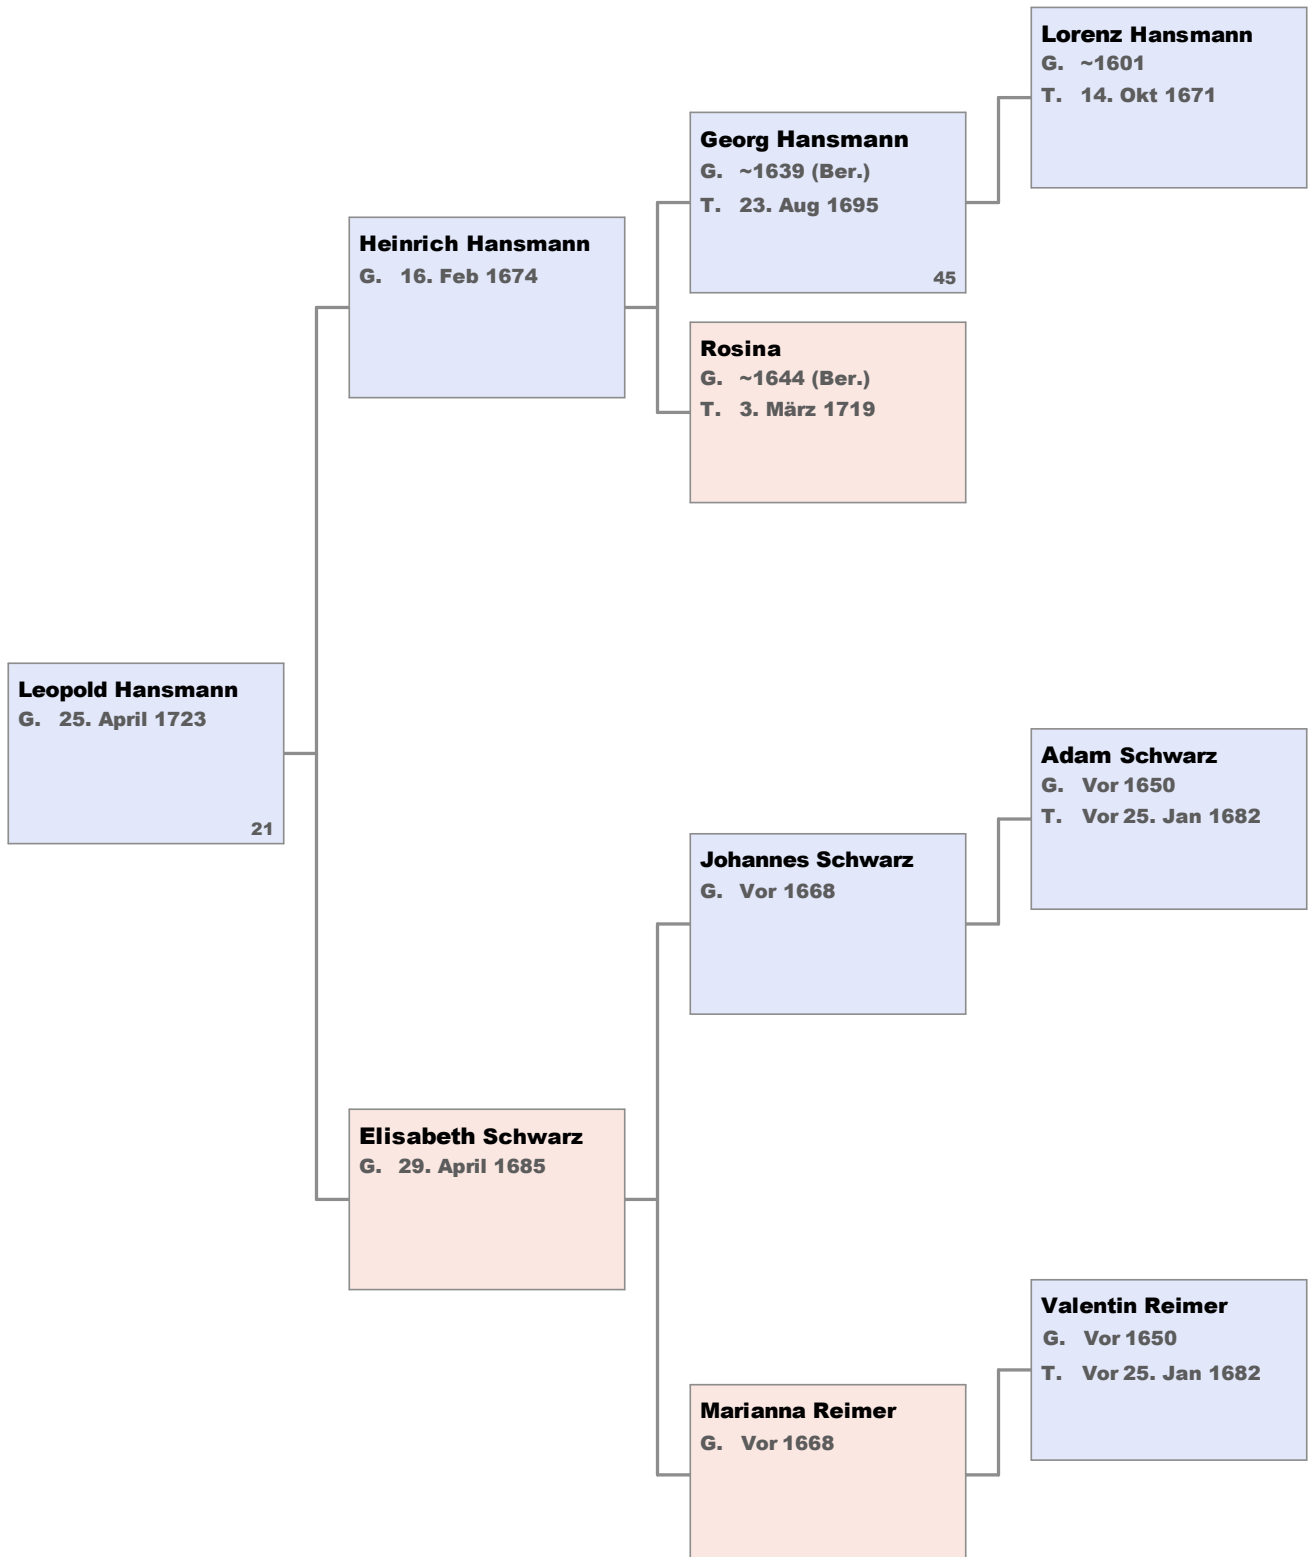 Lorenz Hansmann
G. ~1601
T. 14. Okt 1671
Georg Hansmann
G. ~1639 (Ber.)
T. 23. Aug 1695
45
Heinrich Hansmann
G. 16. Feb 1674
Rosina
G. ~1644 (Ber.)
T. 3. März 1719
Leopold Hansmann
G. 25. April 1723
21
Adam Schwarz
G. Vor 1650
T. Vor 25. Jan 1682
Johannes Schwarz
G. Vor 1668
Elisabeth Schwarz
G. 29. April 1685
Valentin Reimer
G. Vor 1650
T. Vor 25. Jan 1682
Marianna Reimer
G. Vor 1668